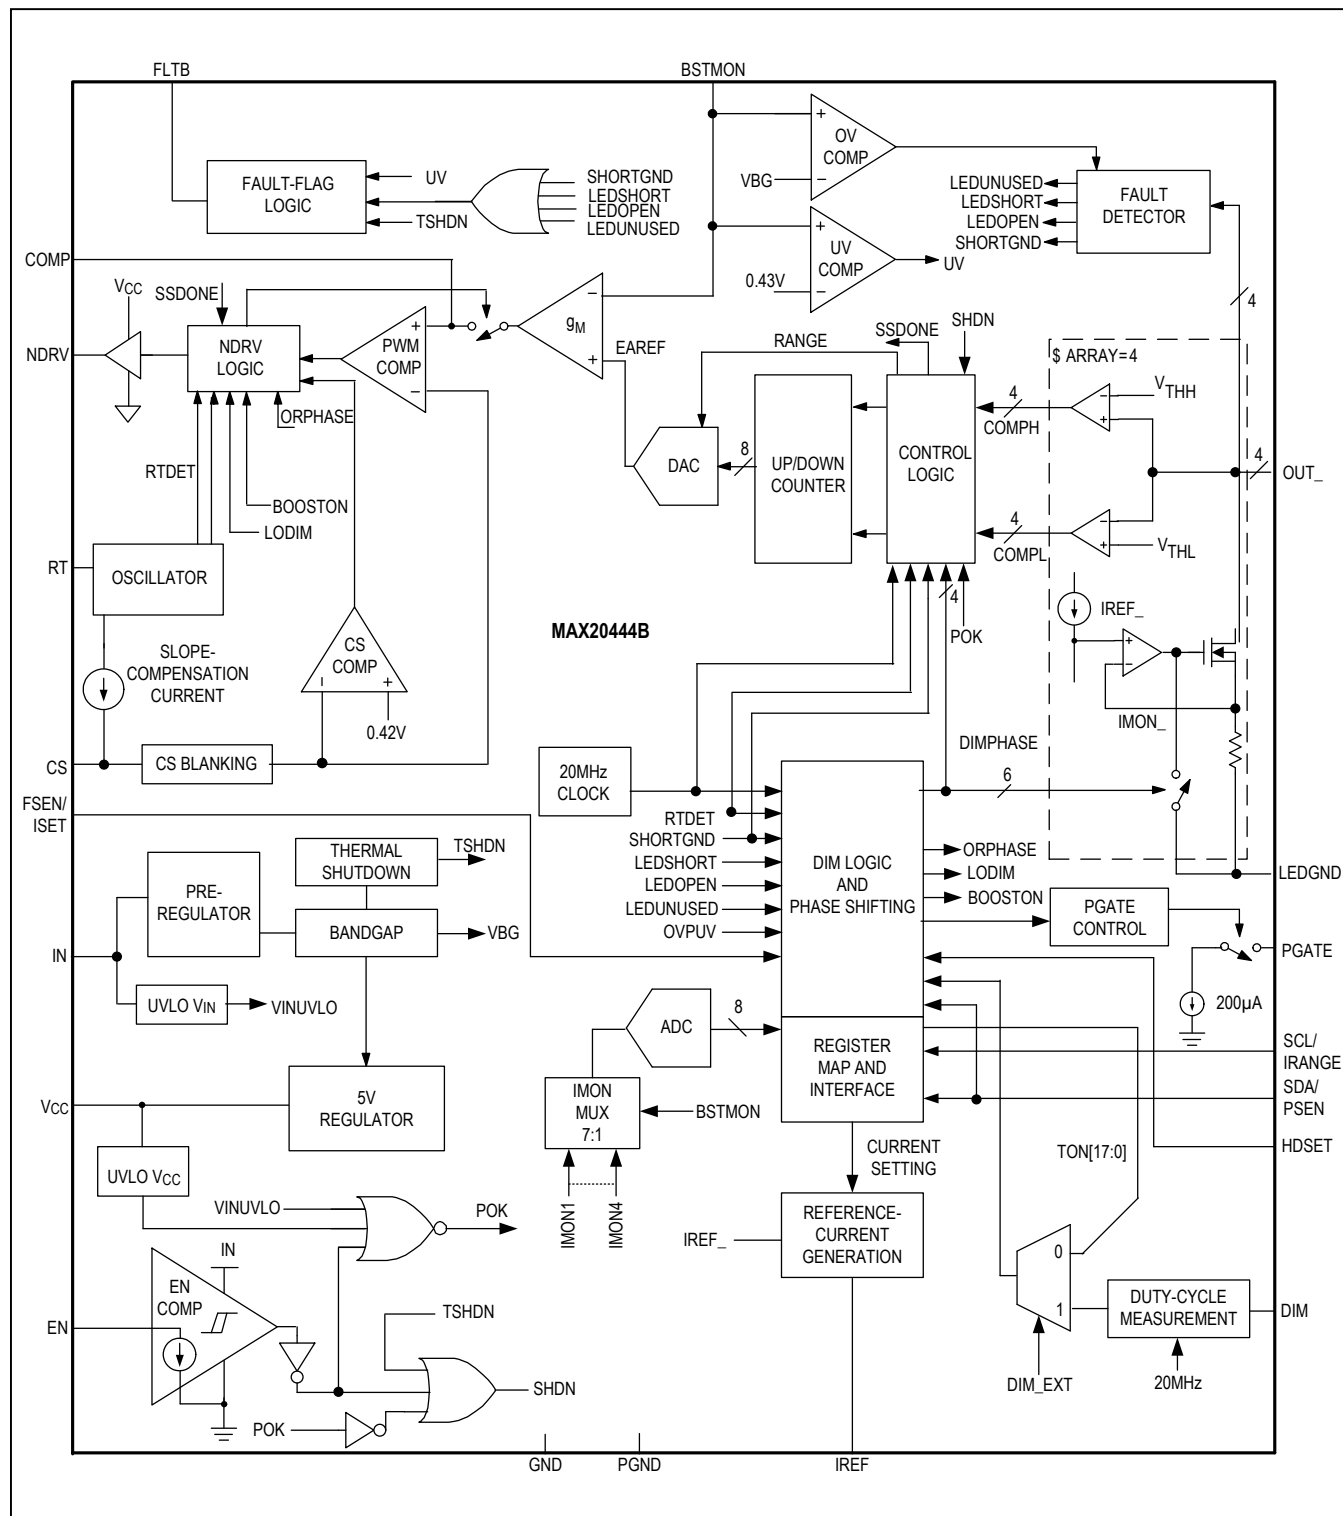 FLTB
BSTMON
FAULT-FLAG
LOGIC
UV
TSHDN
SHORTGND
LEDSHORT
LEDOPEN
LEDUNUSED
+
OV
COMP
VBG
−
+
UV
COMP
0.43V
−
UV
LEDUNUSED
LEDSHORT
LEDOPEN
SHORTGND
FAULT
DETECTOR
4
COMP
VCC
SSDONE
NDRV
NDRV
LOGIC
+
PWM
COMP
−
−
gM
+
EAREF
ORPHASE
RTDET
BOOSTON
LODIM
RANGE
SSDONE
SHDN
DAC
8
UP/DOWN
COUNTER
CONTROL
LOGIC
4
COMPH
4
COMPL
4
POK
$ ARRAY=4
−
+
VTHH
−
+
VTHL
4
OUT_
IREF_
+
−
IMON_
RT
OSCILLATOR
SLOPE-
COMPENSATION
CURRENT
CS
COMP
−
+
0.42V
MAX20444B
CS
CS BLANKING
FSEN/
ISET
20MHz
CLOCK
DIMPHASE
6
RTDET
SHORTGND
LEDSHORT
LEDOPEN
LEDUNUSED
OVPUV
DIM LOGIC
AND
PHASE SHIFTING
ORPHASE
LODIM
BOOSTON
LEDGND
PGATE
CONTROL
PGATE
200µA
THERMAL
SHUTDOWN
TSHDN
PRE-
REGULATOR
BANDGAP
VBG
IN
UVLO VIN
VINUVLO
ADC
8
REGISTER
MAP AND
INTERFACE
SCL/
IRANGE
SDA/
PSEN
HDSET
VCC
5V
REGULATOR
IMON
MUX
7:1
BSTMON
IMON1
IMON4
CURRENT
SETTING
TON[17:0]
UVLO VCC
VINUVLO
POK
IREF_
REFERENCE-
CURRENT
GENERATION
0
1
DUTY-CYCLE
MEASUREMENT
DIM
DIM_EXT
20MHz
IN
EN
COMP
EN
TSHDN
SHDN
POK
GND
PGND
IREF